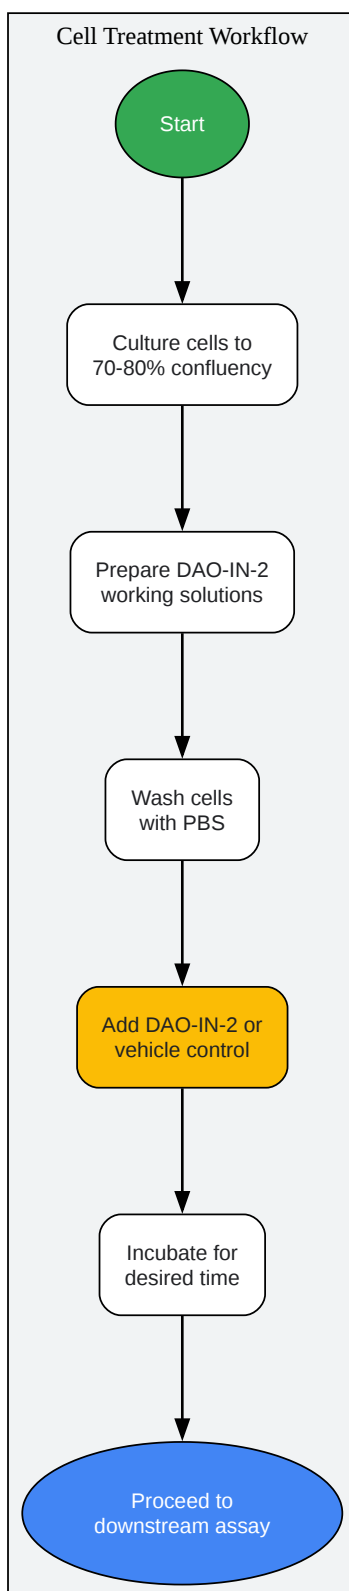 Cell Treatment Workflow
Start
Culture cells to
70-80% confluency
Prepare DAO-IN-2
working solutions
Wash cells
with PBS
Add DAO-IN-2 or
vehicle control
Incubate for
desired time
Proceed to
downstream assay